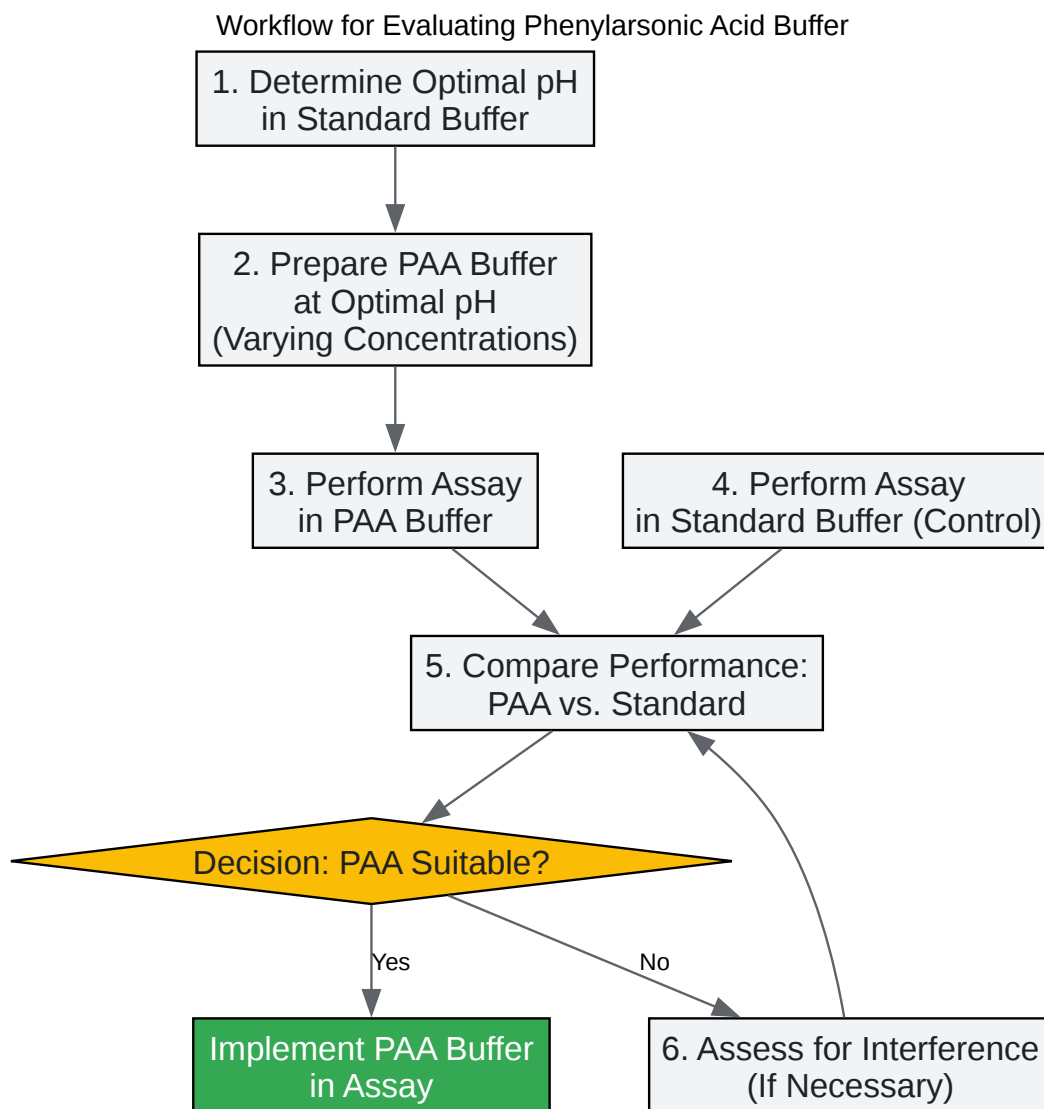 Workflow for Evaluating Phenylarsonic Acid Buffer
1. Determine Optimal pH
in Standard Buffer
2. Prepare PAA Buffer
at Optimal pH
(Varying Concentrations)
3. Perform Assay
in PAA Buffer
4. Perform Assay
in Standard Buffer (Control)
5. Compare Performance:
PAA vs. Standard
Decision: PAA Suitable?
Yes
No
Implement PAA Buffer
in Assay
6. Assess for Interference
(If Necessary)